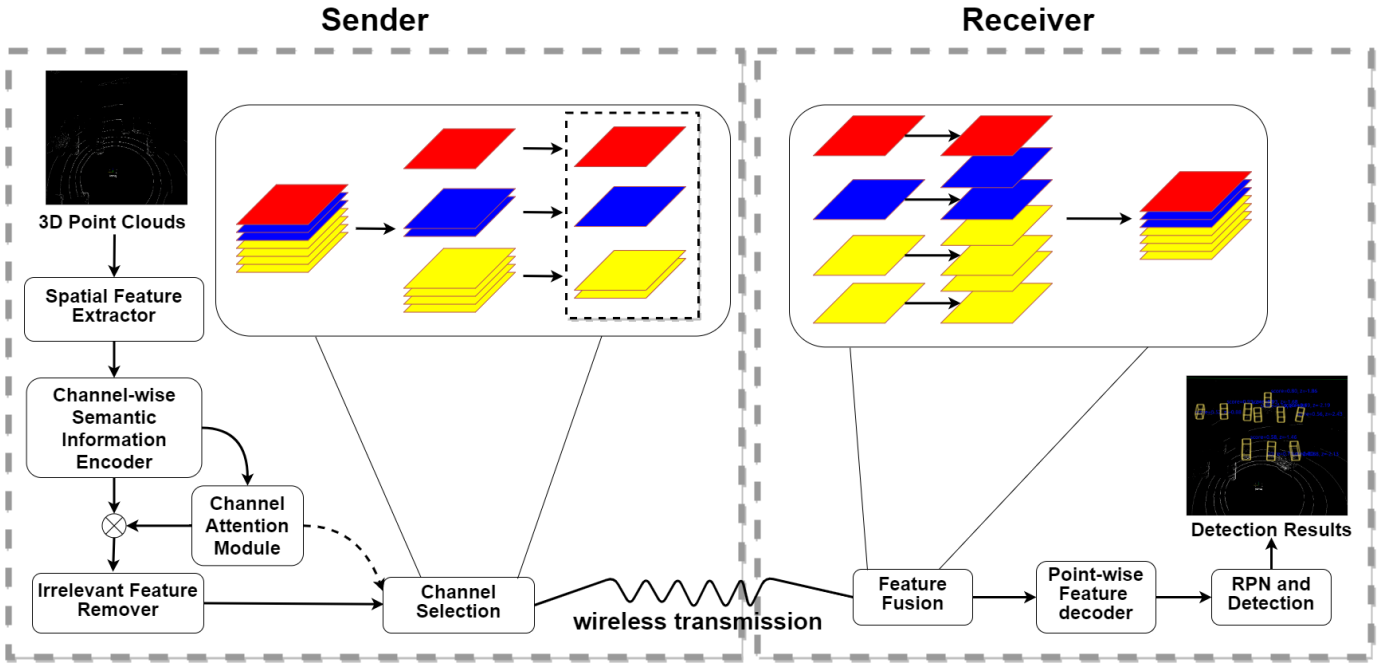 Sender
Receiver
3D Point Clouds
Spatial Feature
Extractor
Channel-wise
Semantic
Information
Encoder
Channel
Attention
Module
Irrelevant Feature
Remover
Channel
Selection
wireless transmission
Feature
Fusion
Point-wise
Feature
decoder
RPN and
Detection
Detection Results